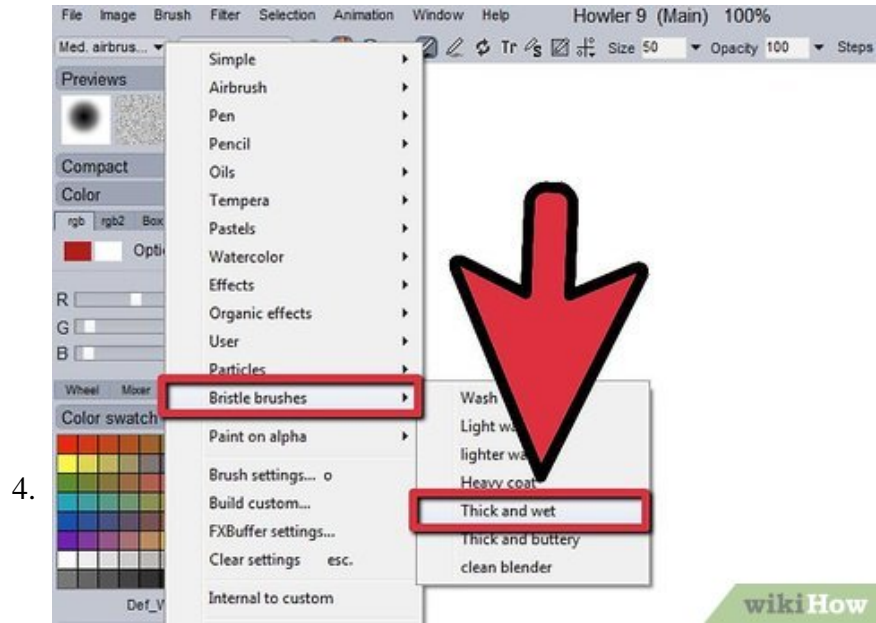 File Image Brush Filter Selection Animation Window Help Howler 9 (Main) 100%
Med. airbrus... Tr Size 50 Opacity 100 Steps
Previews
Compact
Color
rgb rgb2 Box
R
G
B
Wheel Mixer
Color swatch
Simple
Airbrush
Pen
Pencil
Oils
Tempera
Pastels
Watercolor
Effects
Organic effects
User
Particles
Bristle brushes
Paint on alpha
Brush settings... o
Build custom...
FXBuffer settings...
Clear settings esc.
Internal to custom
Wash
Light
lighter
Heavy coat
Thick and wet
Thick and buttery
clean blender
4.
wikiHow